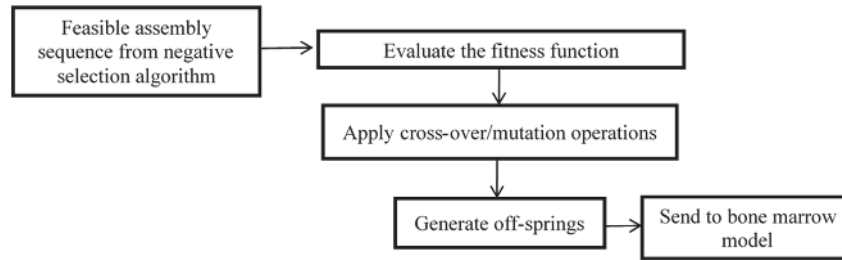 Feasible assembly
sequence from negative
selection algorithm
Evaluate the fitness function
Apply cross-over/mutation operations
Generate off-springs
Send to bone marrow
model